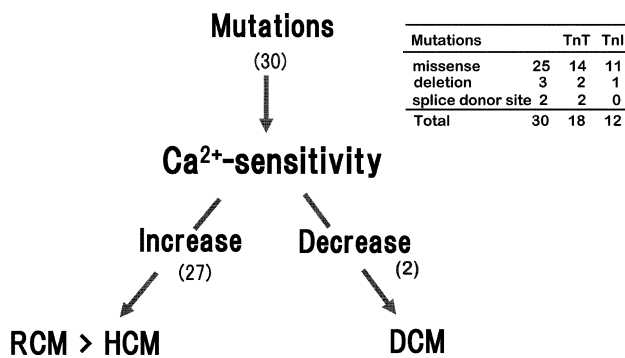 Mutations
(30)
Mutations TnT TnI
missense 25 14 11
deletion 3 2 1
splice donor site 2 2 0
Total 30 18 12
Ca²⁺-sensitivity
Increase Decrease
(27) (2)
RCM > HCM DCM